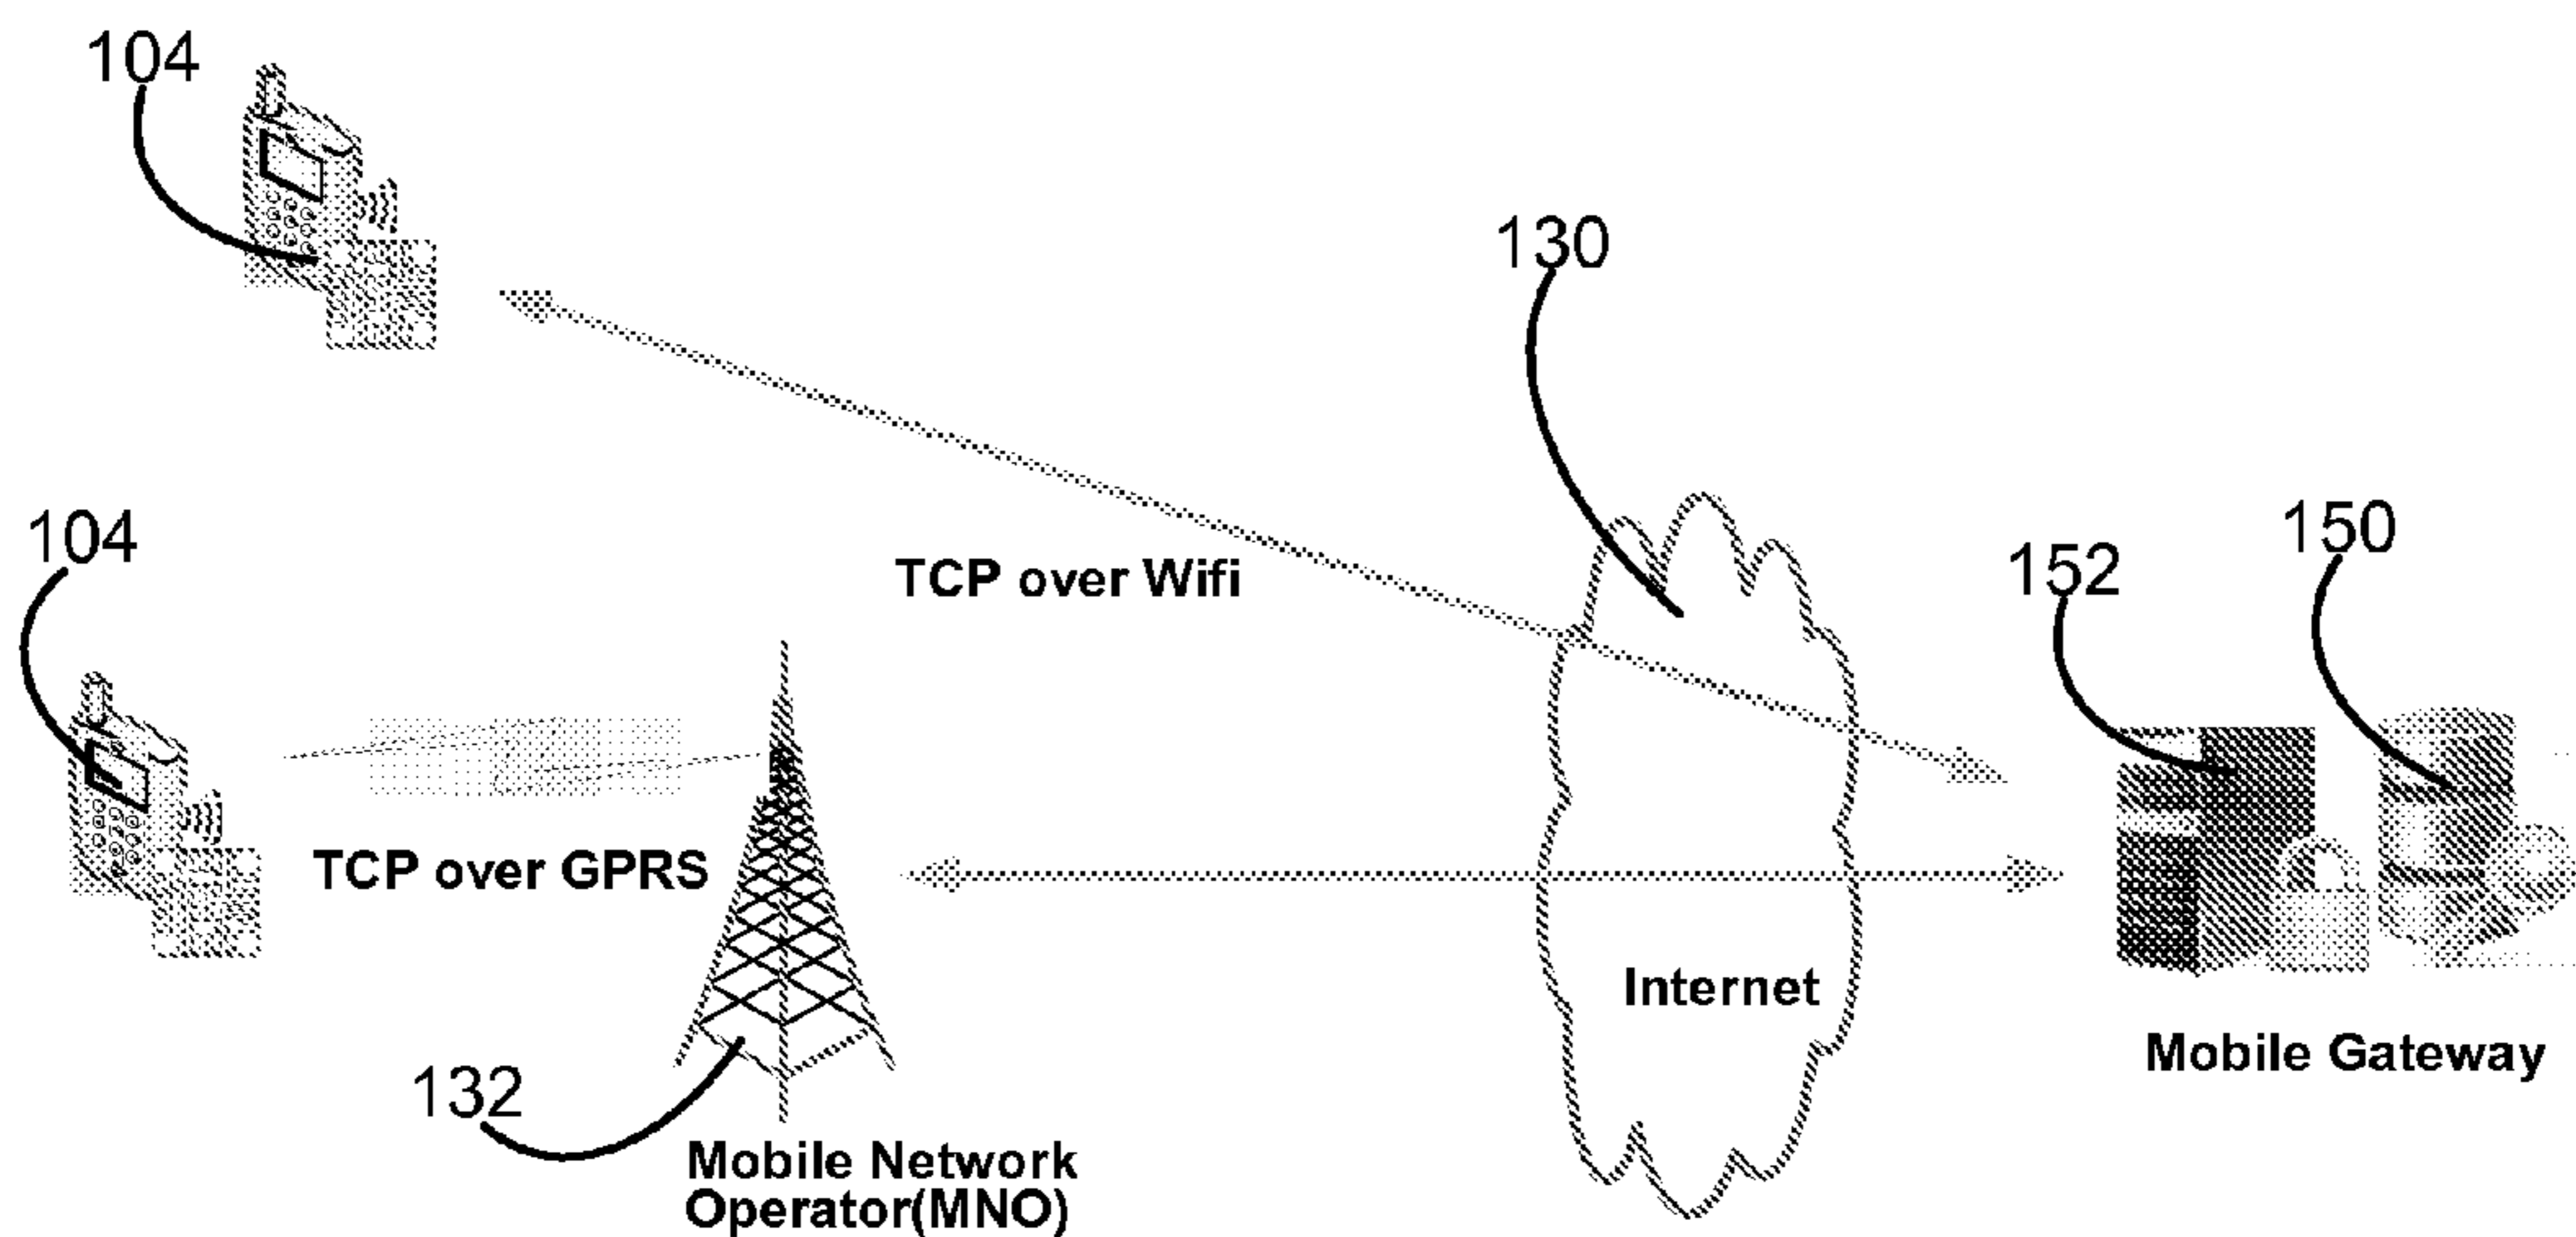 104
130
104
TCP over Wifi
150
152
TCP over GPRS
Internet
Mobile Gateway
132
Mobile Network
Operator(MNO)